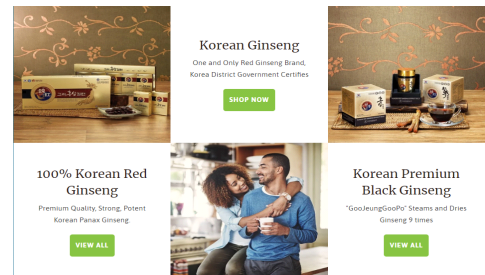 Korean Ginseng
One and Only Red Ginseng Brand,
Korea District Government Certifies
SHOP NOW
100% Korean Red
Ginseng
Premium Quality, Strong, Potent
Korean Panax Ginseng.
VIEW ALL
Korean Premium
Black Ginseng
"GooJeungGooPo" Steams and Dries
Ginseng 9 times
VIEW ALL